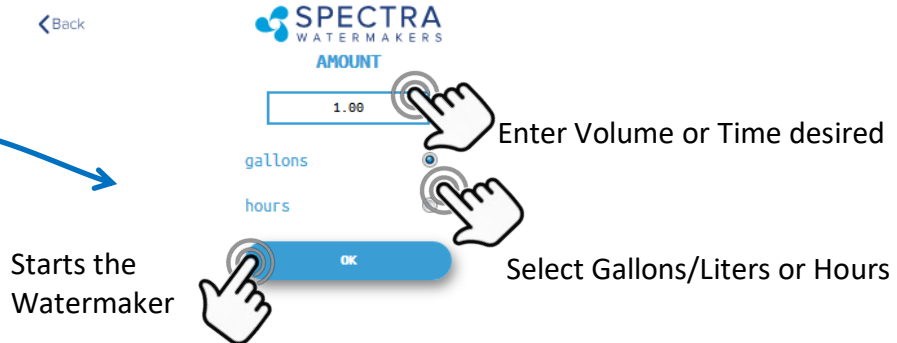 Back
SPECTRA
WATERMAKERS
AMOUNT
1.00
Enter Volume or Time desired
gallons
hours
Select Gallons/Liters or Hours
OK
Starts the
Watermaker